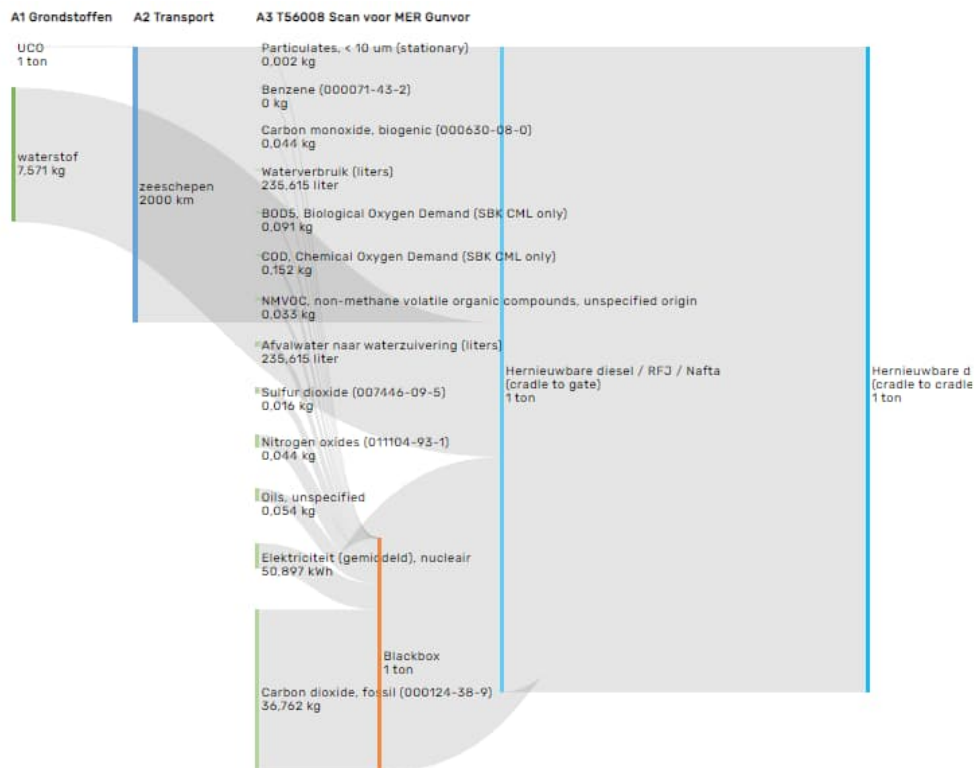 A1 Grondstoffen
A2 Transport
A3 T56008 Scan voor MER Gunvor
UCO
1 ton
waterstof
7,571 kg
zeeschepen
2000 km
Particulates, < 10 um (stationary)
0,002 kg
Benzene (000071-43-2)
0 kg
Carbon monoxide, biogenic (000630-08-0)
0,044 kg
Waterverbruik (liters)
235,615 liter
BOD5, Biological Oxygen Demand (SBK CML only)
0,091 kg
COD, Chemical Oxygen Demand (SBK CML only)
0,152 kg
NMVOC, non-methane volatile organic compounds, unspecified origin
0,033 kg
Afvalwater naar waterzuivering (liters)
235,615 liter
Sulfur dioxide (007446-09-5)
0,016 kg
Nitrogen oxides (011104-93-1)
0,044 kg
Oils, unspecified
0,054 kg
Elektriciteit (gemiddeld), nucleair
50,897 kWh
Carbon dioxide, fossil (000124-38-9)
36,762 kg
Blackbox
1 ton
Hernieuwbare diesel / RFJ / Nafta
(cradle to gate)
1 ton
Hernieuwbare d
(cradle to cradle
1 ton